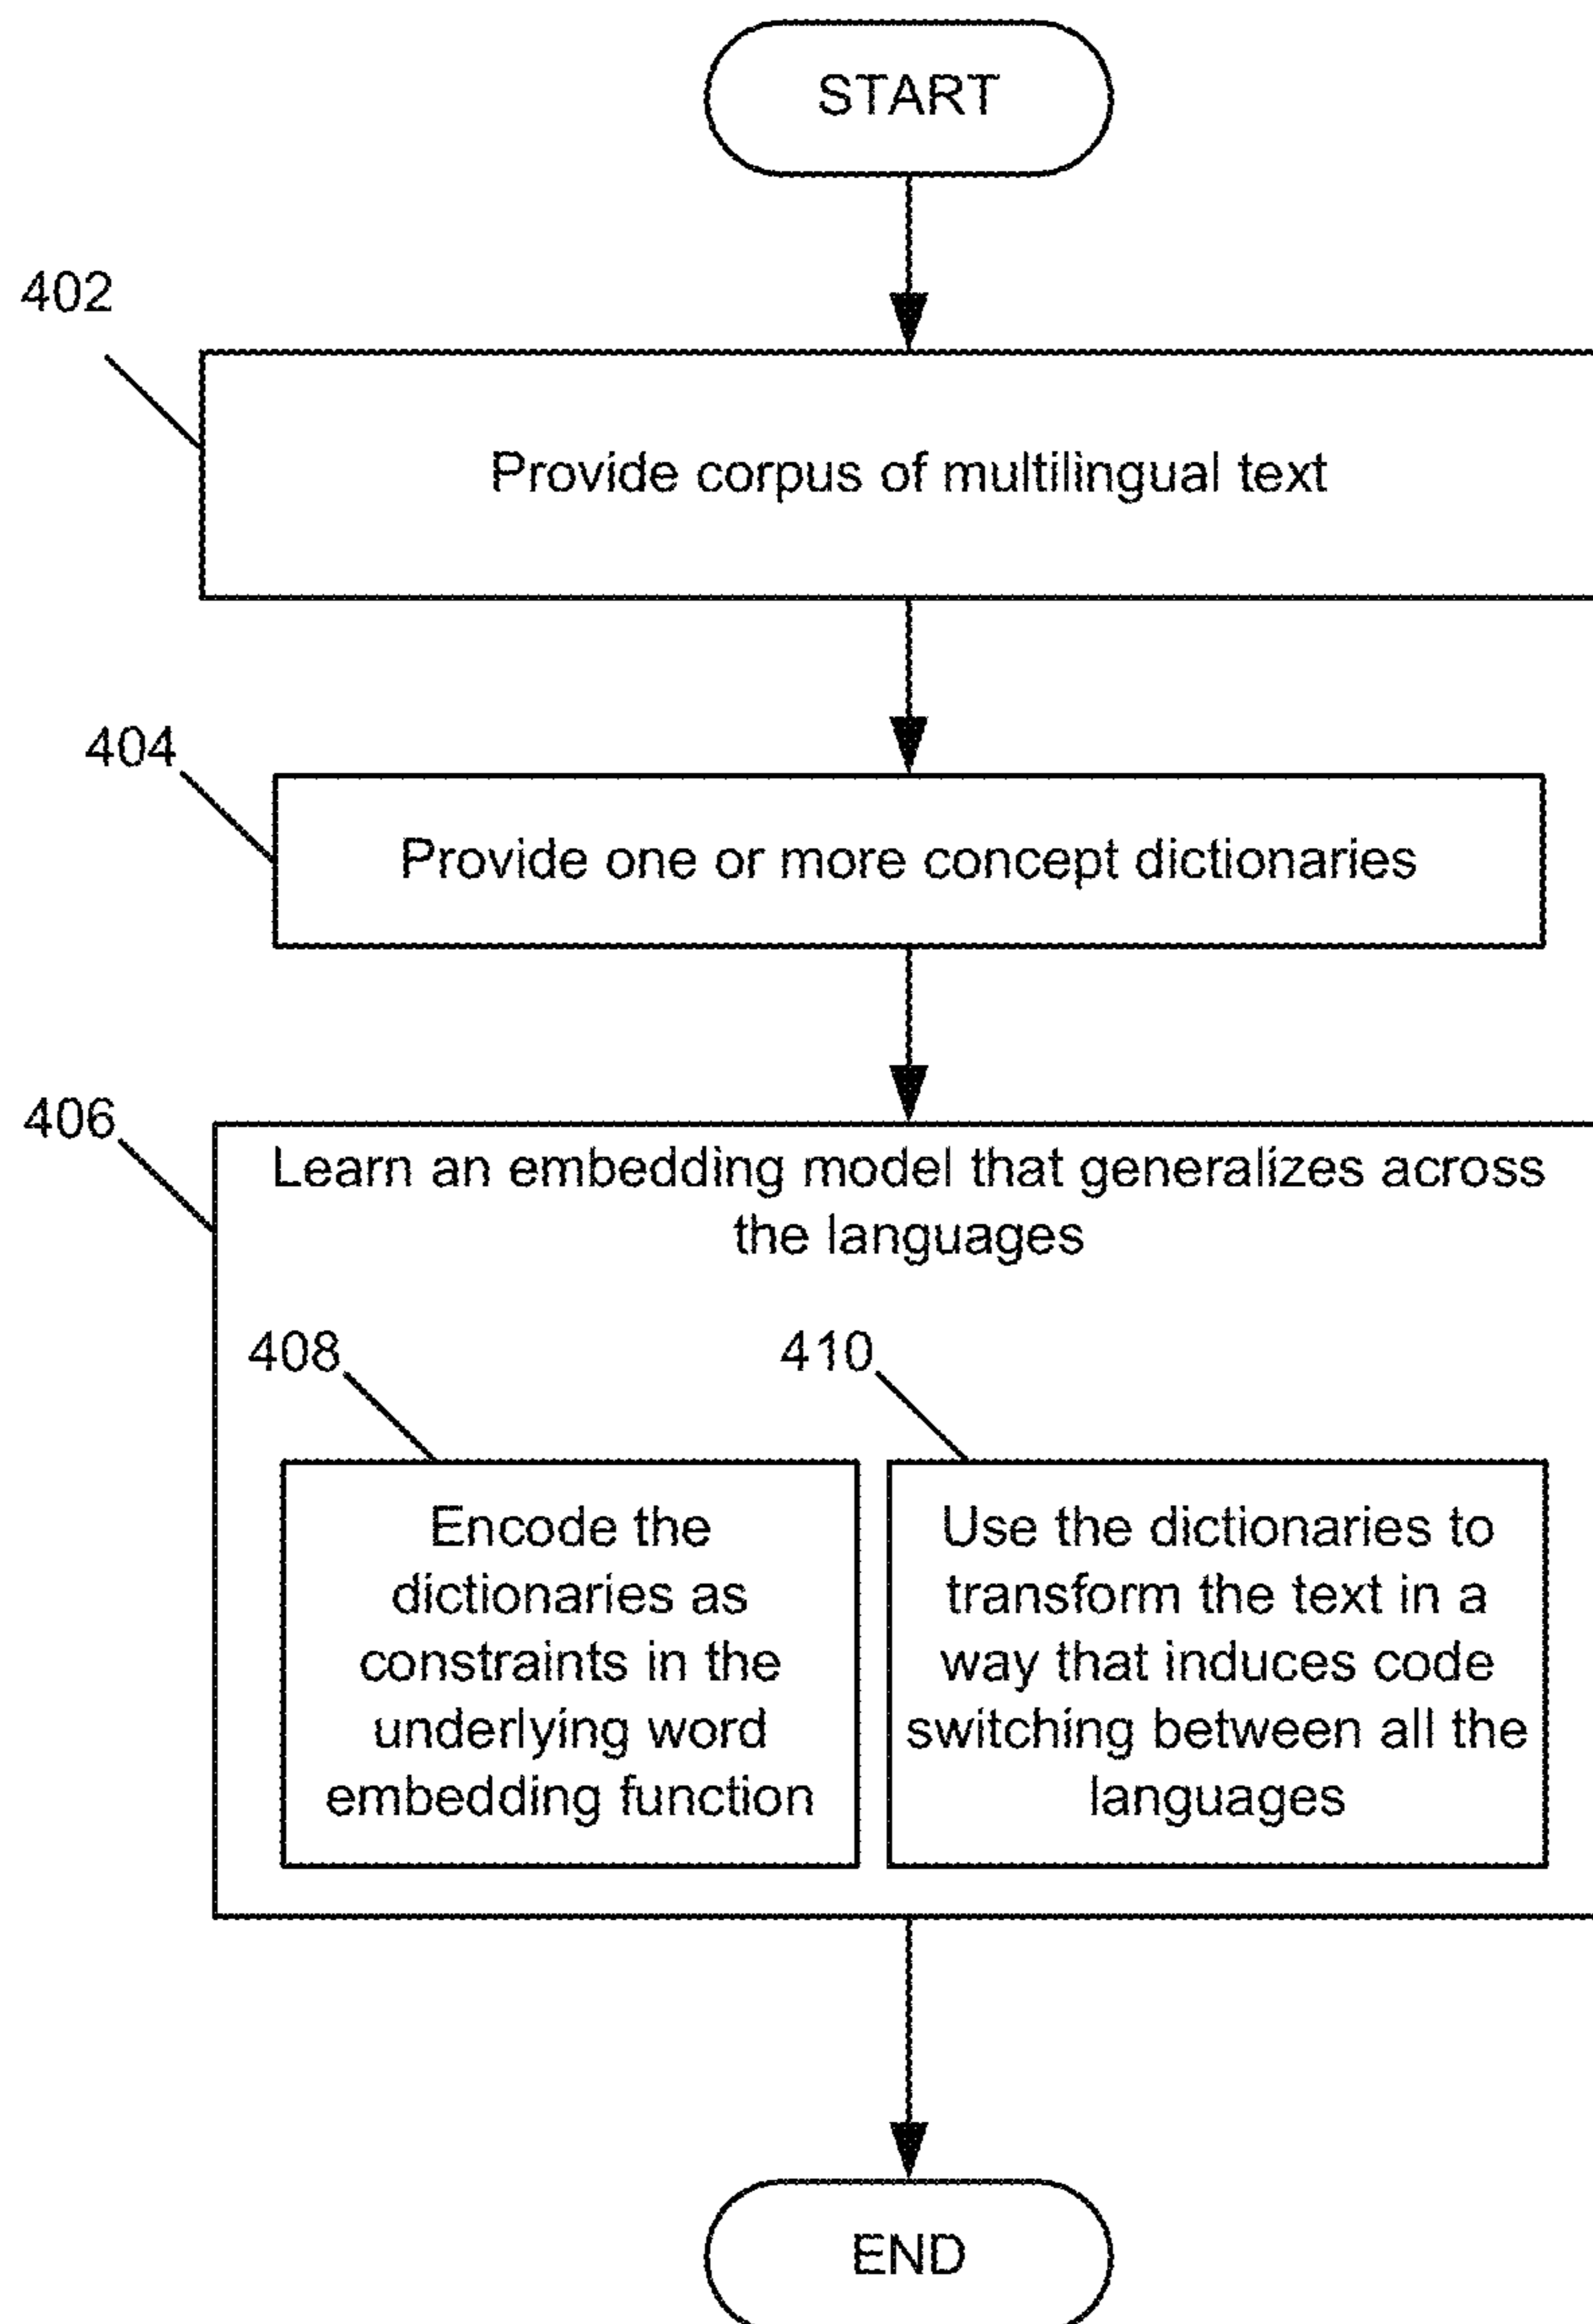 START
402
Provide corpus of multilingual text
404
Provide one or more concept dictionaries
406
Learn an embedding model that generalizes across
the languages
408
Encode the
dictionaries as
constraints in the
underlying word
embedding function
410
Use the dictionaries to
transform the text in a
way that induces code
switching between all the
languages
END